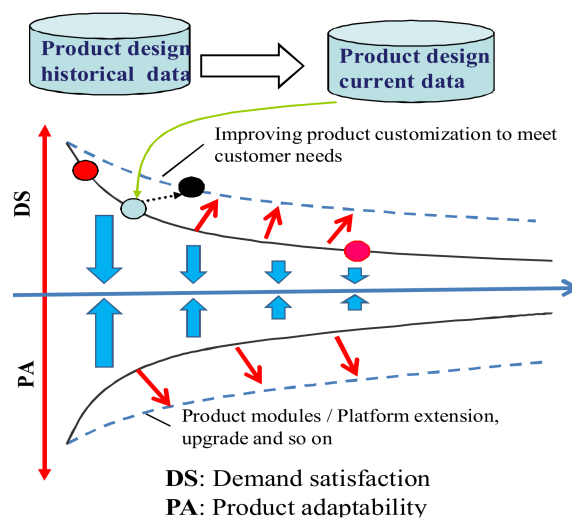 Product design
historical data
Product design
current data
Improving product customization to meet
customer needs
DS
PA
Product modules / Platform extension,
upgrade and so on
DS: Demand satisfaction
PA: Product adaptability